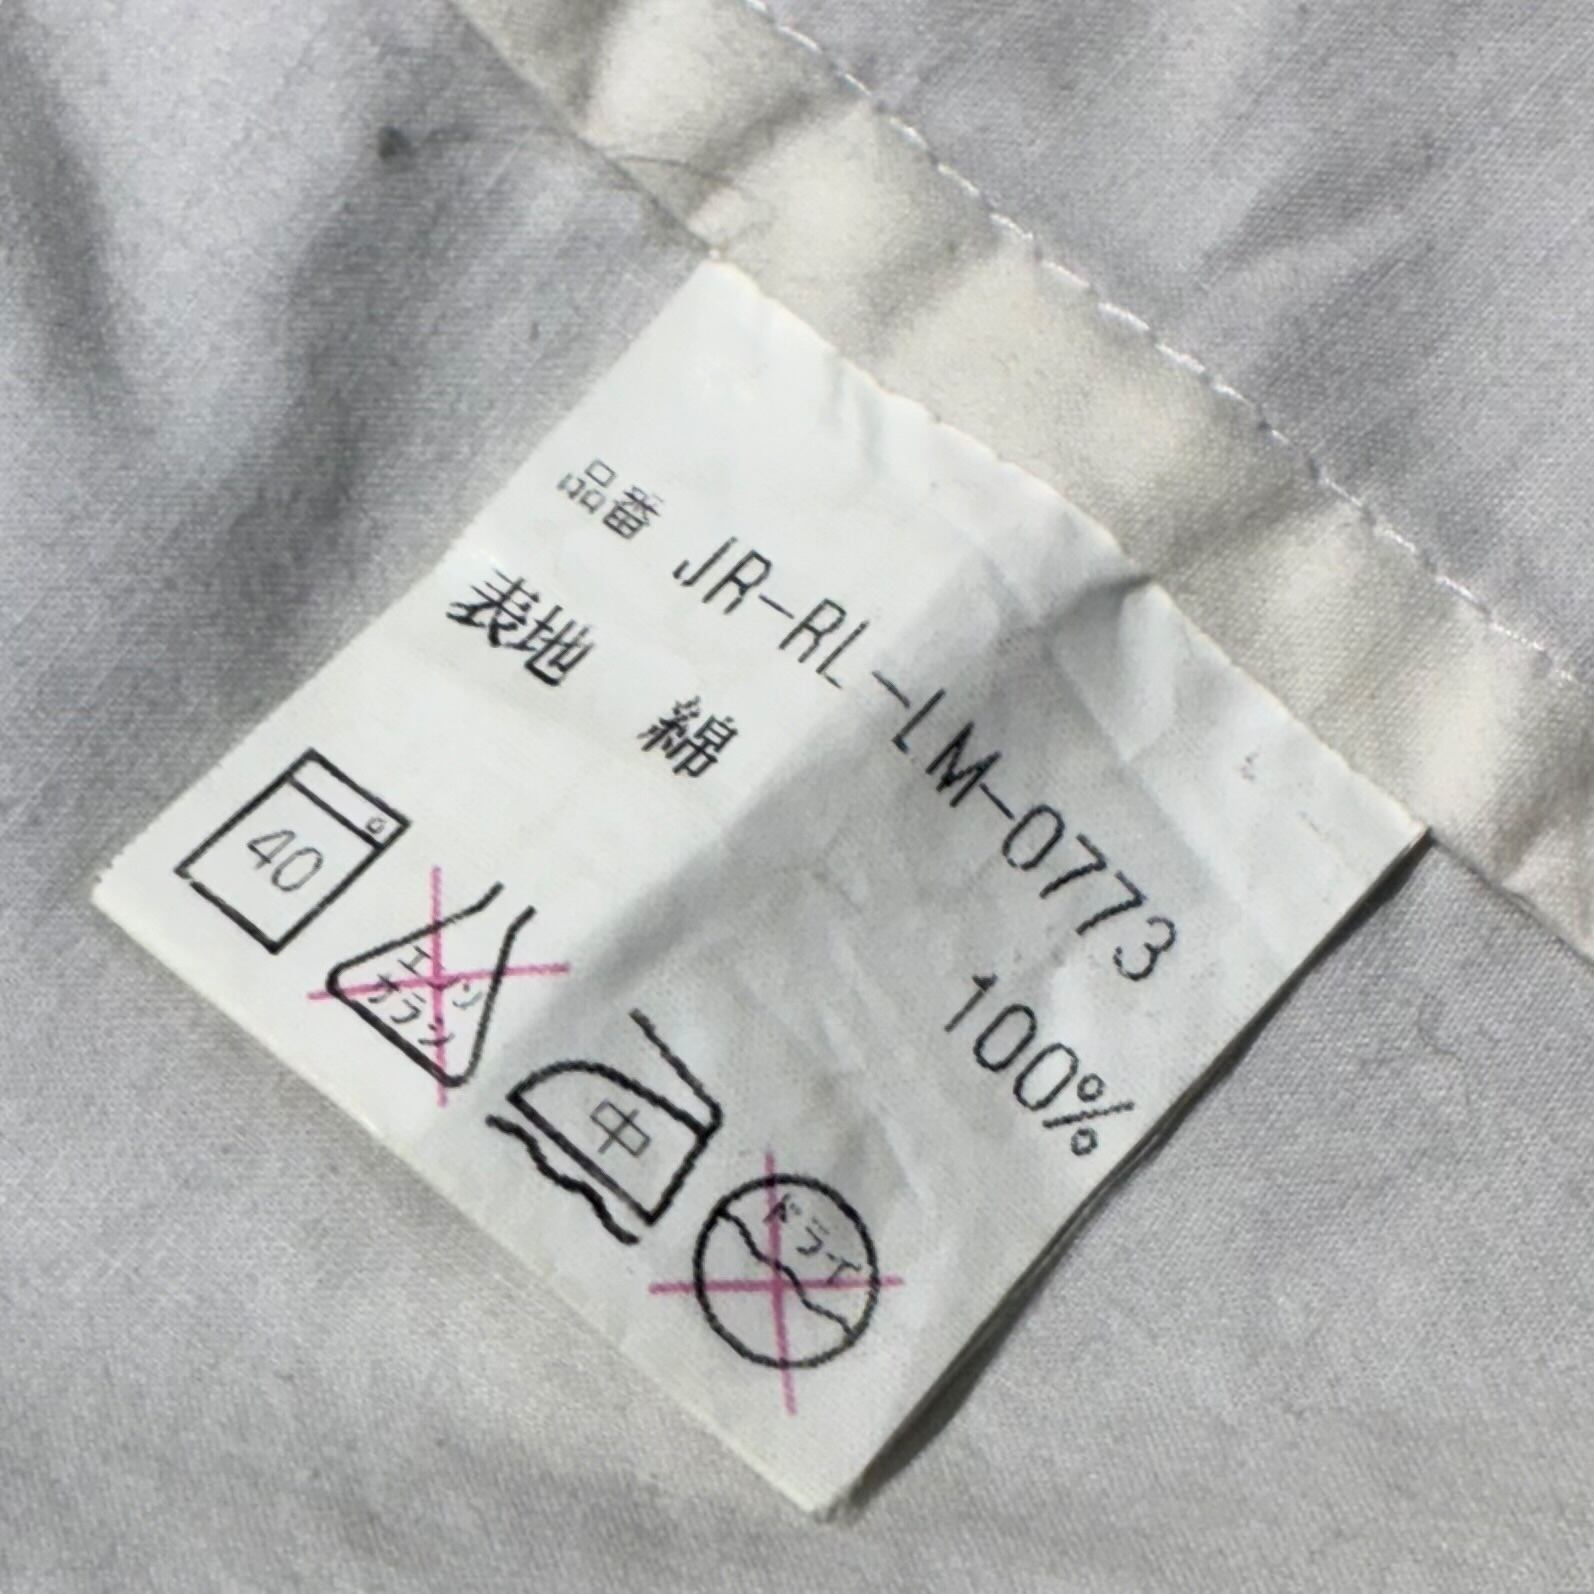 品番 JR-RL-LM-0773
表地 綿 100%
40
エンソ
カラシ
中
ドライ